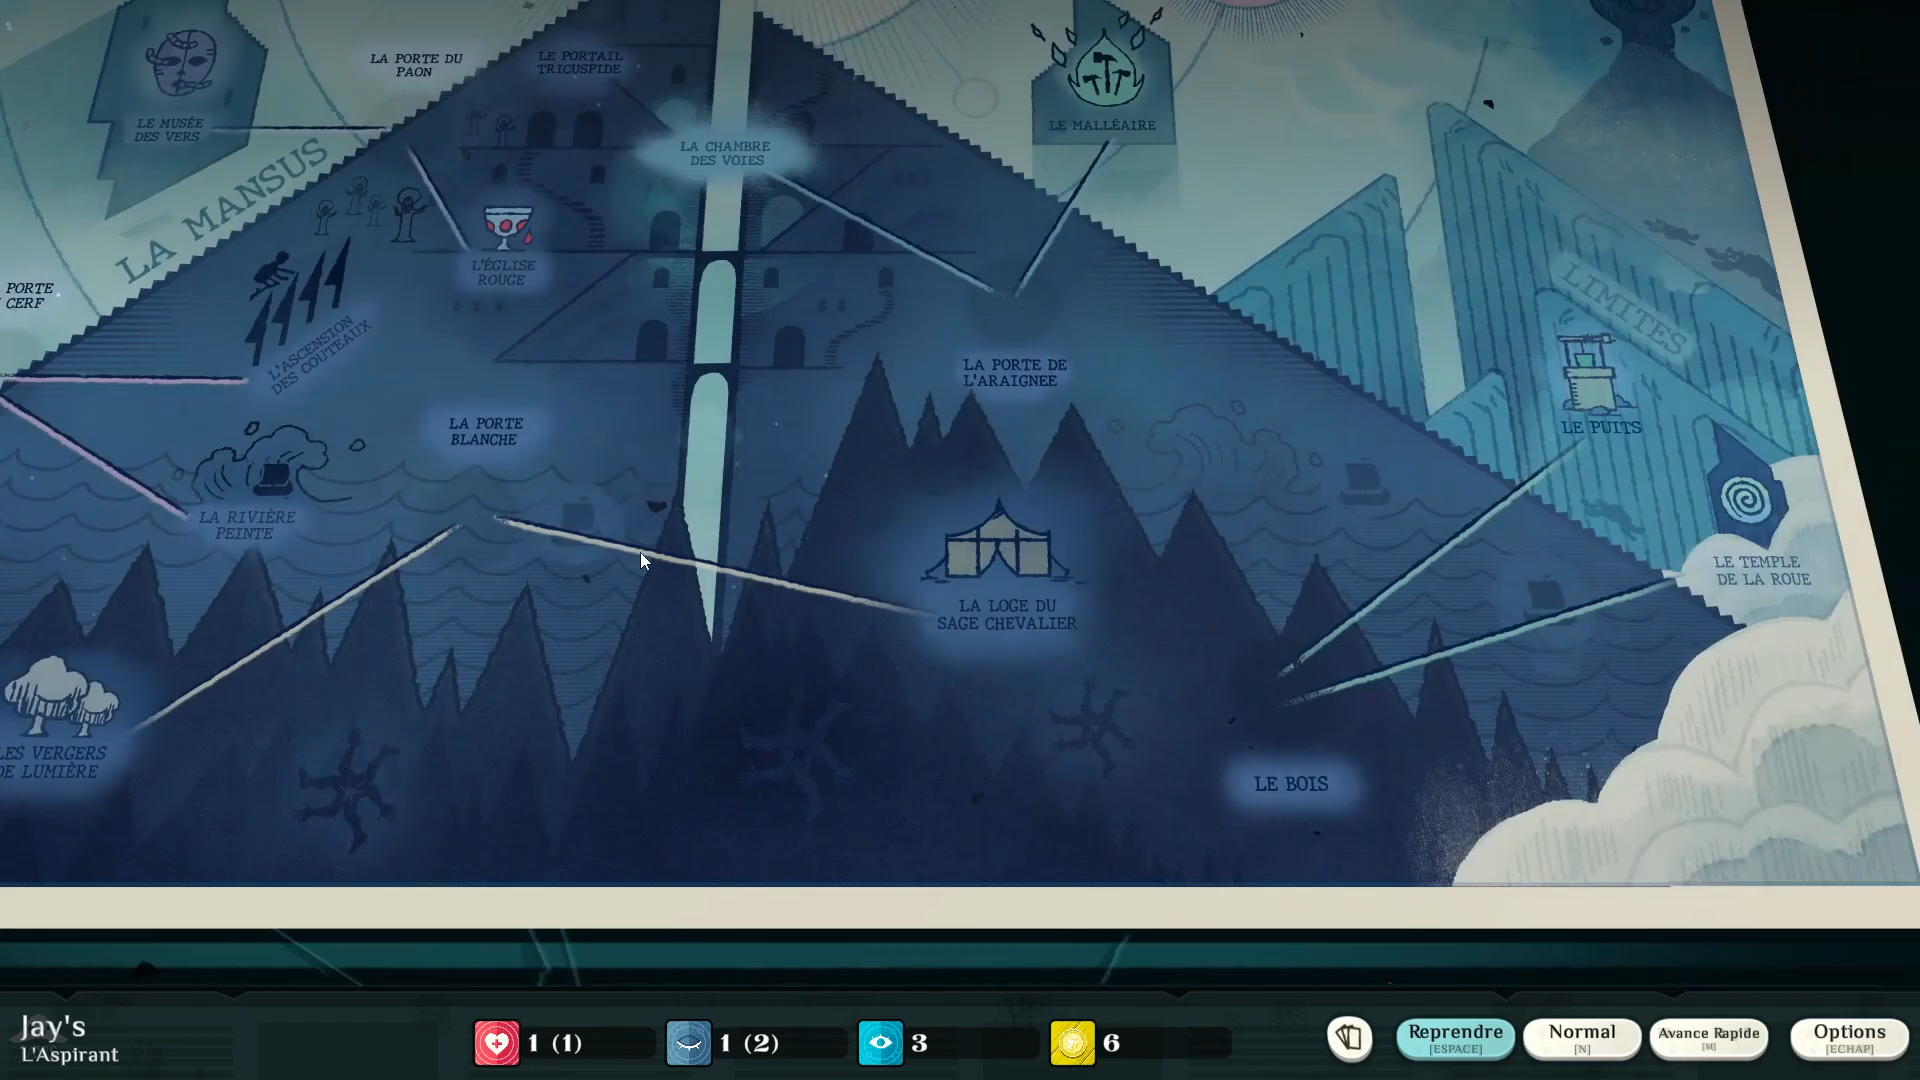 LA PORTE DU
PAON
LE PORTAIL
TRICUSPIDE
LE MUSÉE
DES VERS
LE MALLÉAIRE
LA CHAMBRE
DES VOIES
LA MANSUS
L'ÉGLISE
ROUGE
PORTE
CERF
LIMITES
L'ASCENSION
DES COUTEAUX
LA PORTE DE
L'ARAIGNEE
LA PORTE
BLANCHE
LE PUITS
LA RIVIÈRE
PEINTE
LE TEMPLE
DE LA ROUE
LA LOGE DU
SAGE CHEVALIER
LES VERGERS
DE LUMIÈRE
LE BOIS
Jay's
L'Aspirant
1 (1)
1 (2)
3
6
Reprendre
[ESPACE]
Normal
[N]
Avance Rapide
[M]
Options
[ECHAP]